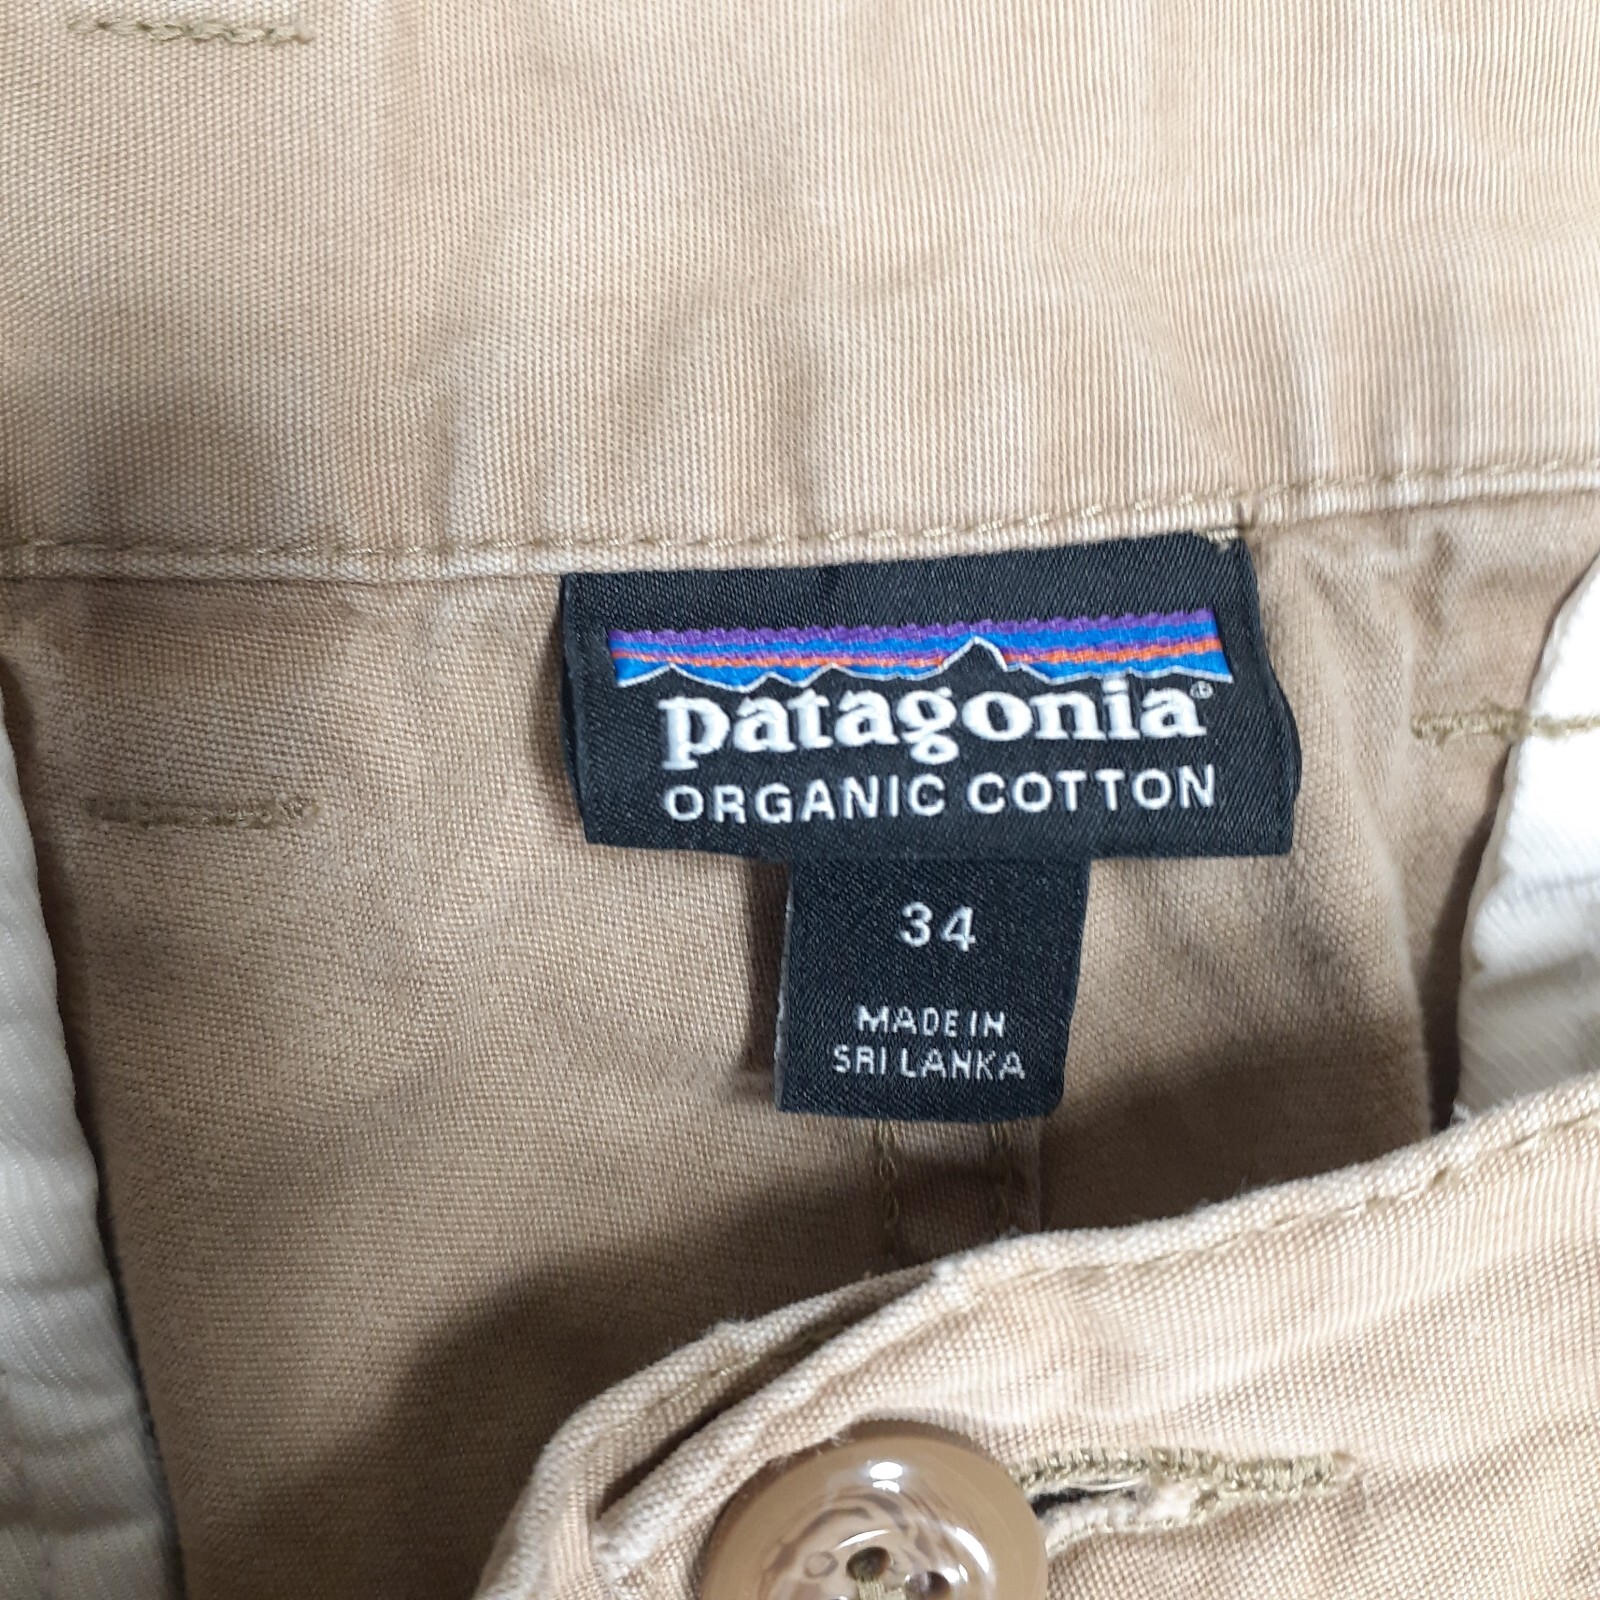 patagonia®
ORGANIC COTTON
34
MADE IN
SRI LANKA